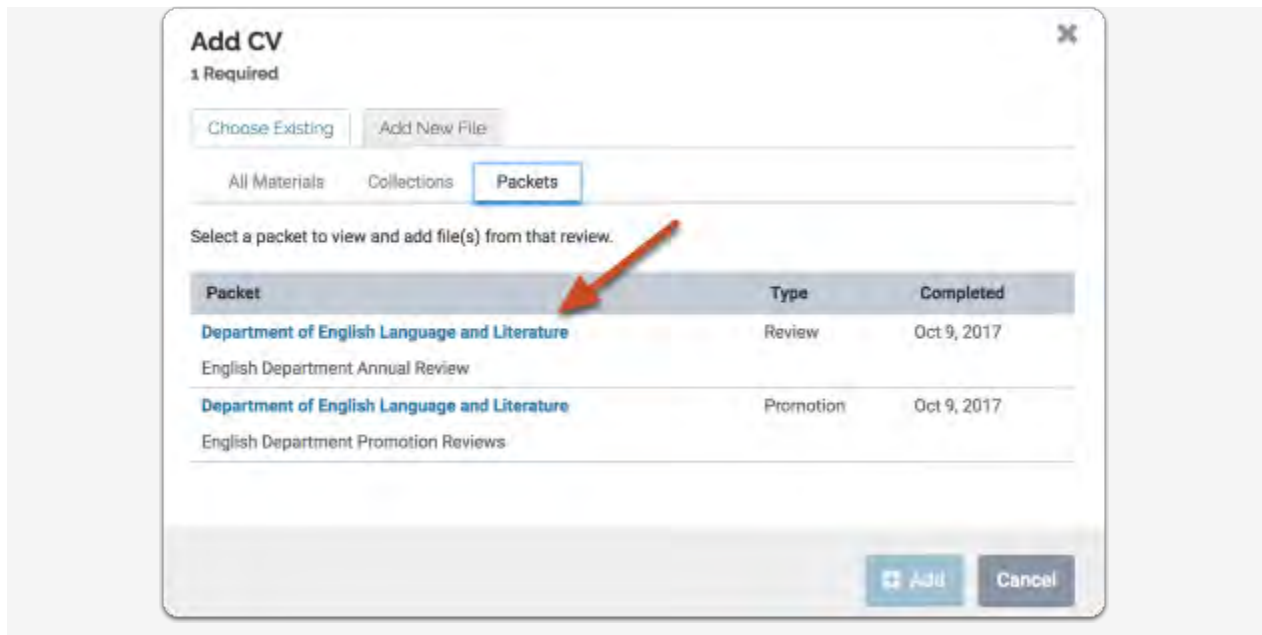 Add CV
1 Required
Choose Existing Add New File
All Materials Collections Packets
Select a packet to view and add file(s) from that review.
Packet Type Completed
Department of English Language and Literature Review Oct 9, 2017
English Department Annual Review
Department of English Language and Literature Promotion Oct 9, 2017
English Department Promotion Reviews
Add Cancel